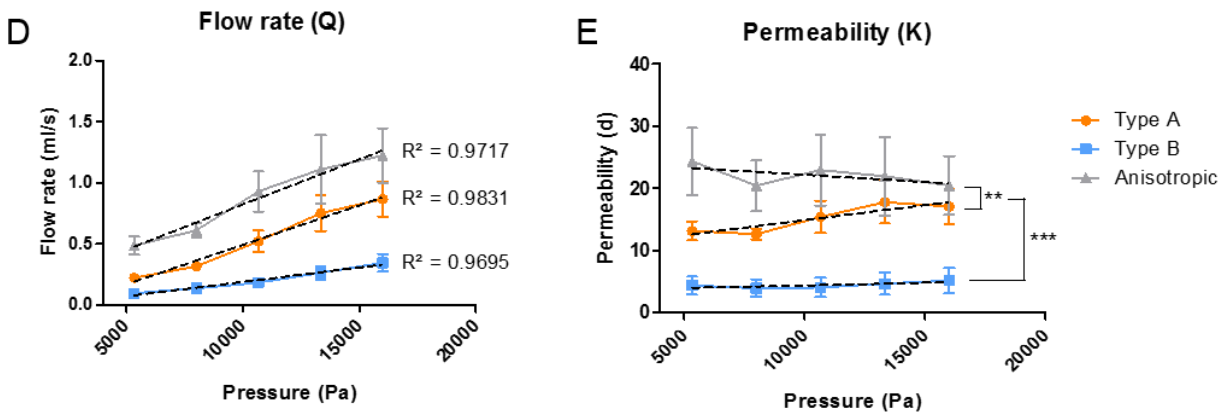 D
Flow rate (Q)
Flow rate (ml/s)
2.0
1.5
1.0
0.5
0.0
R² = 0.9717
R² = 0.9831
R² = 0.9695
5000
10000
15000
20000
Pressure (Pa)
E
Permeability (K)
Permeability (d)
40
30
20
10
0
**
***
5000
10000
15000
20000
Pressure (Pa)
Type A
Type B
Anisotropic